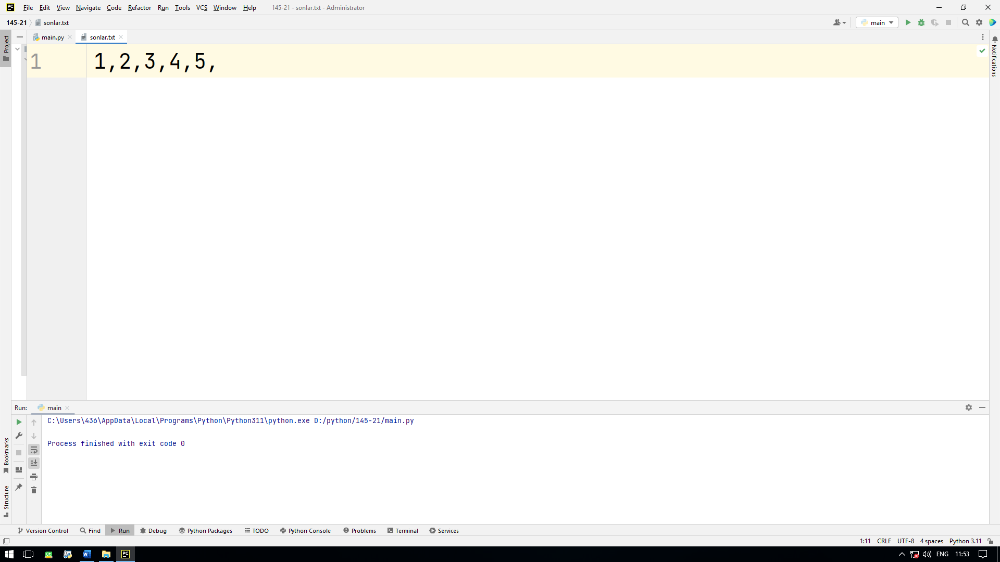 File Edit View Navigate Code Refactor Run Tools VCS Window Help 145-21 - sonlar.txt - Administrator
145-21 sonlar.txt main
Project
main.py sonlar.txt
Notifications
1 1,2,3,4,5,
Run: main
C:\Users\436\AppData\Local\Programs\Python\Python311\python.exe D:/python/145-21/main.py
Process finished with exit code 0
Bookmarks
Structure
Version Control Find Run Debug Python Packages TODO Python Console Problems Terminal Services
1:11 CRLF UTF-8 4 spaces Python 3.11
ENG 11:53